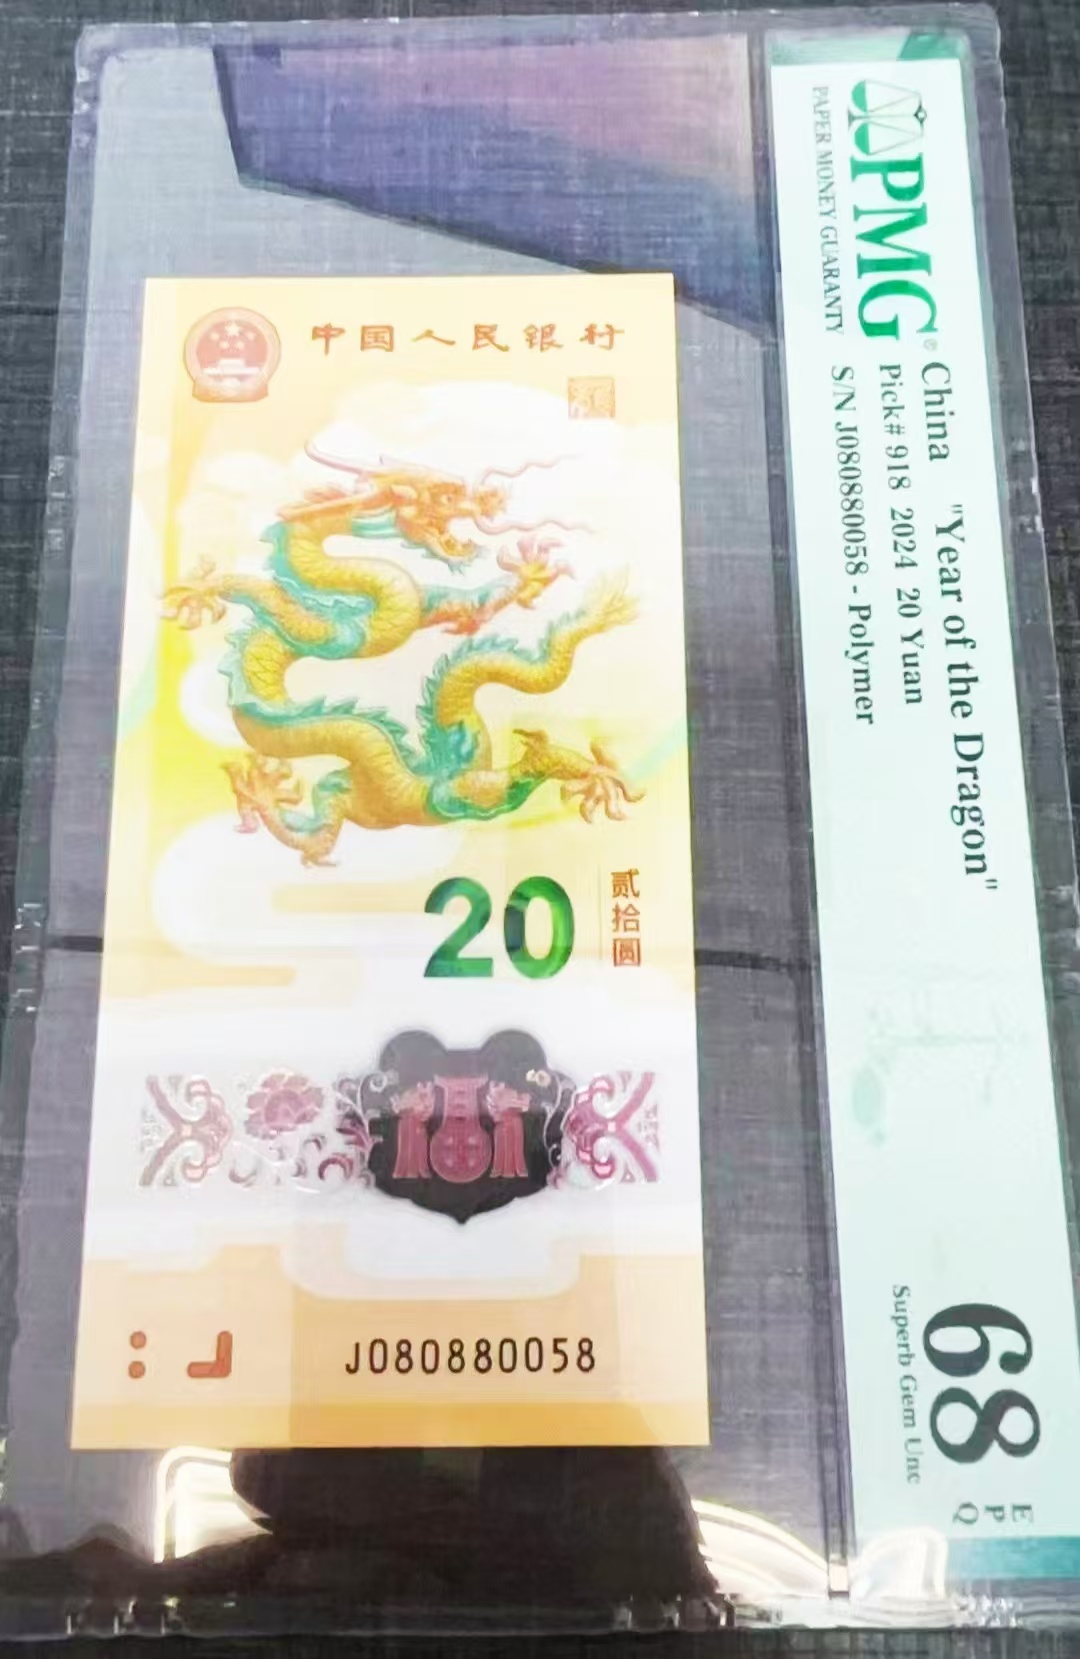 中国人民银行
20
贰拾圆
J080880058
PMG®
PAPER MONEY GUARANTY
China "Year of the Dragon"
Pick# 918 2024 20 Yuan
S/N J080880058 - Polymer
68
Superb Gem Unc
EPQ